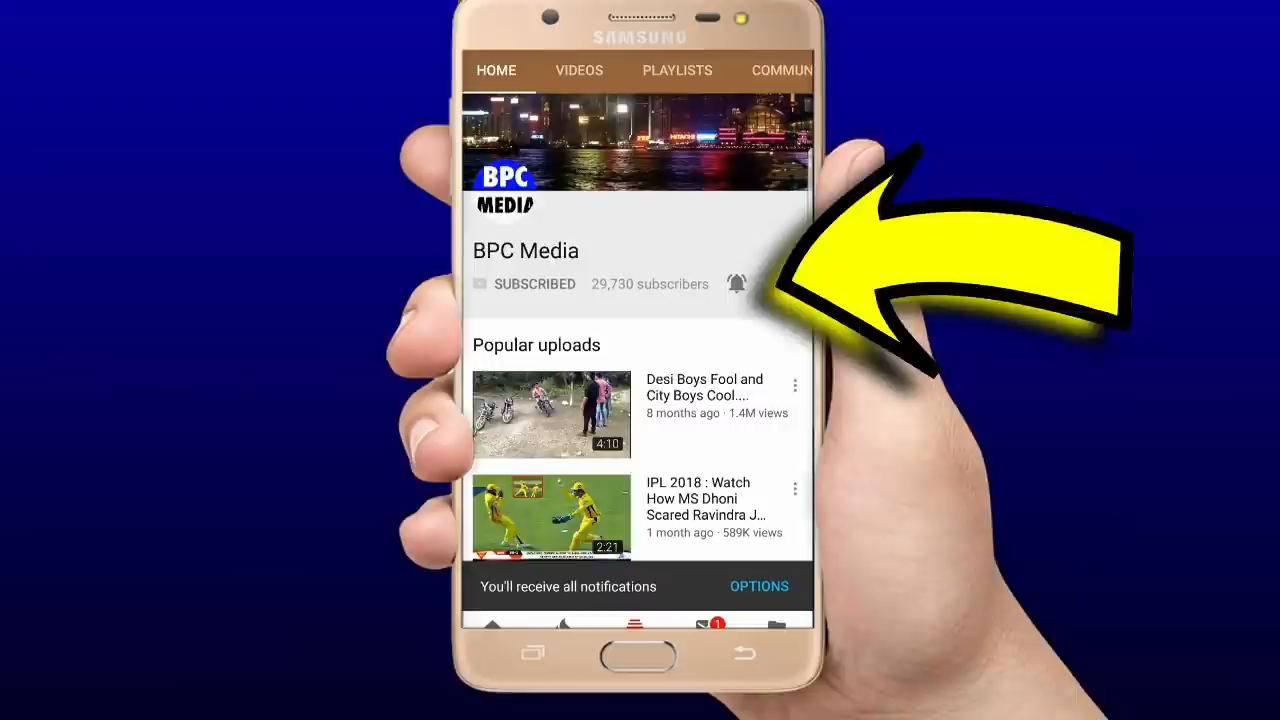 SAMSUNG
HOME VIDEOS PLAYLISTS COMMUN
HITACHI
BPC
MEDIA
BPC Media
SUBSCRIBED 29,730 subscribers
Popular uploads
Desi Boys Fool and
City Boys Cool....
8 months ago · 1.4M views
4:10
IPL 2018 : Watch
How MS Dhoni
Scared Ravindra J...
1 month ago · 589K views
2:21
You'll receive all notifications OPTIONS
1